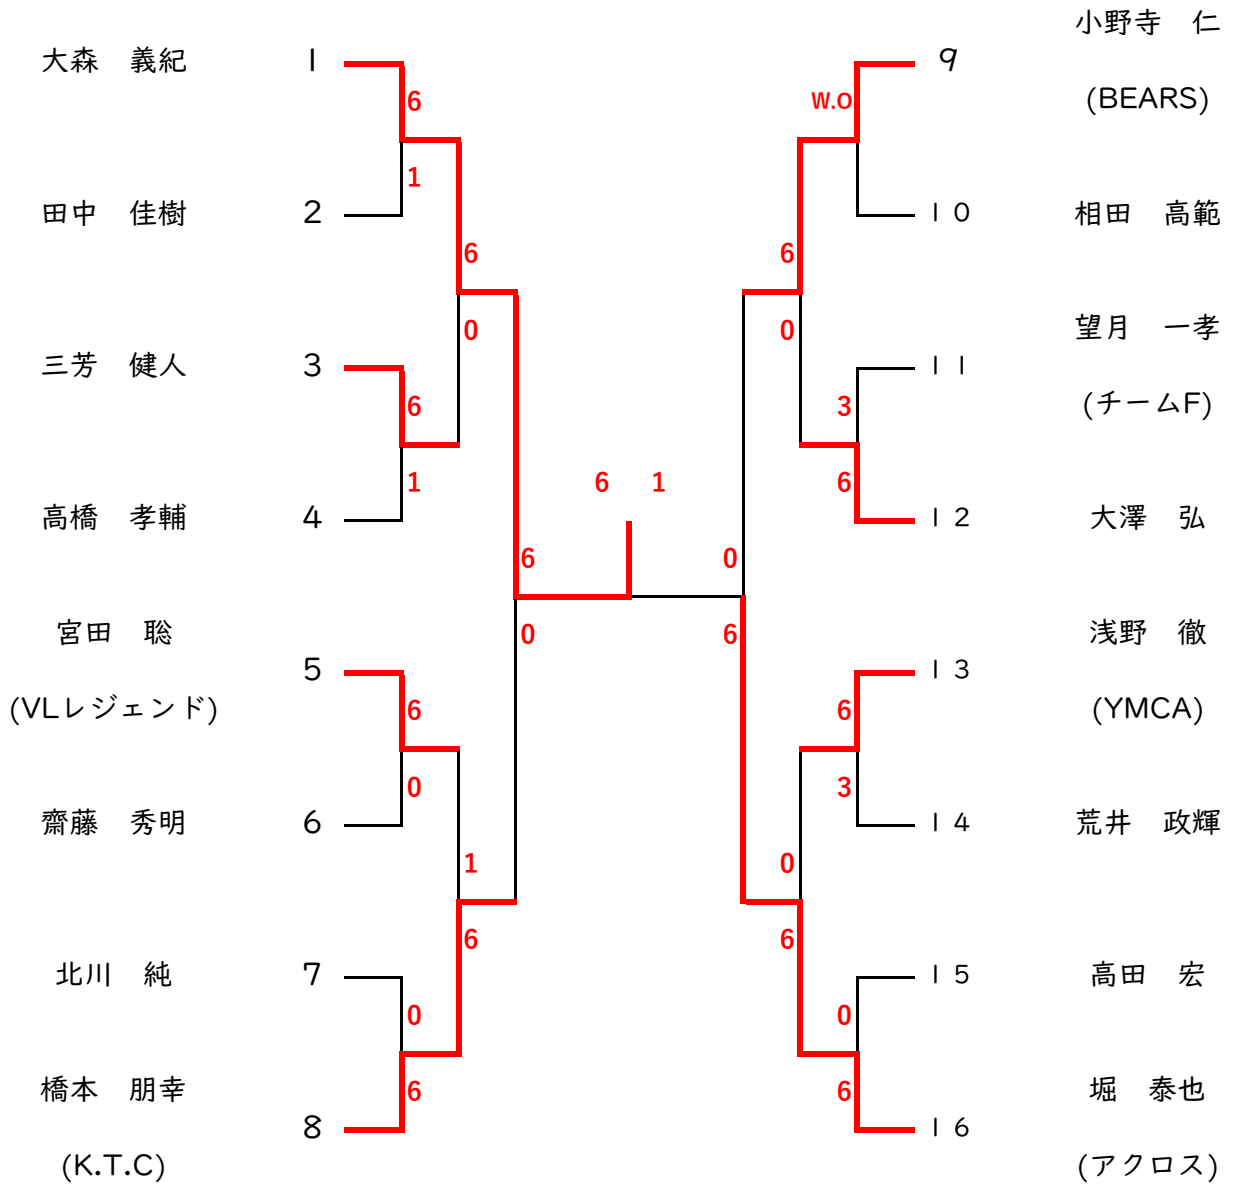 小野寺　仁
大森　義紀 1 9
6 W.O (BEARS)
1
田中　佳樹 2 10 相田　高範
6 6
0 0 望月　一孝
三芳　健人 3 11
6 3 (チームF)
1 6 1 6
高橋　孝輔 4 12 大澤　弘
6 0
宮田　聡 0 6 浅野　徹
5 13
(VLレジェンド) 6 6 (YMCA)
0 3
齋藤　秀明 6 14 荒井　政輝
1 0
6 6
北川　純 7 15 高田　宏
0 0
橋本　朋幸 6 6 堀　泰也
8 16
(K.T.C) (アクロス)